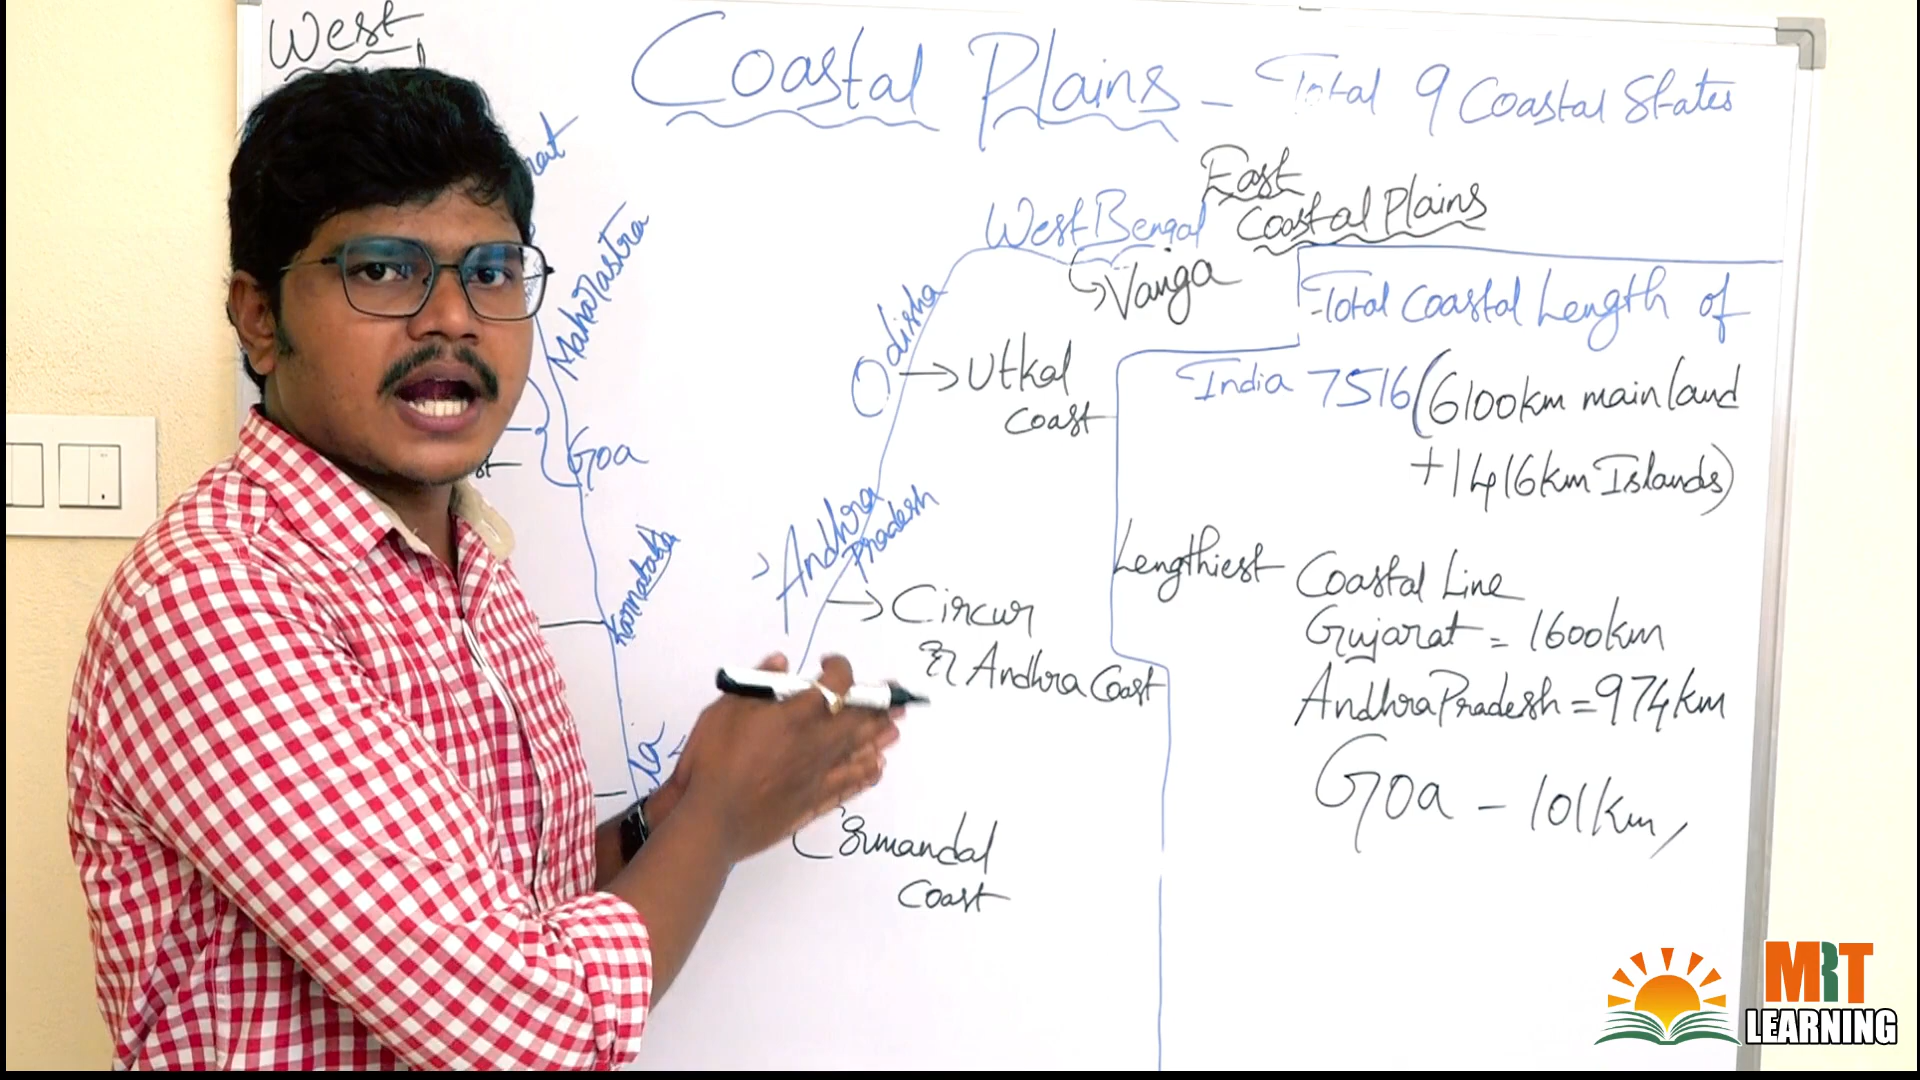 West
Coastal Plains - Total 9 Coastal States
East
Coastal Plains
West Bengal
Vanga
Odisha
Utkal
Coast
Maharastra
Goa
Karnataka
Andhra
Pradesh
Circur
Andhra Coast
Cormandal
Coast
Total Coastal Length of
India 7516 (6100km mainland
+1416km Islands)
Lengthiest Coastal Line
Gujarat = 1600km
Andhra Pradesh = 974km
Goa - 101km
MRT
LEARNING